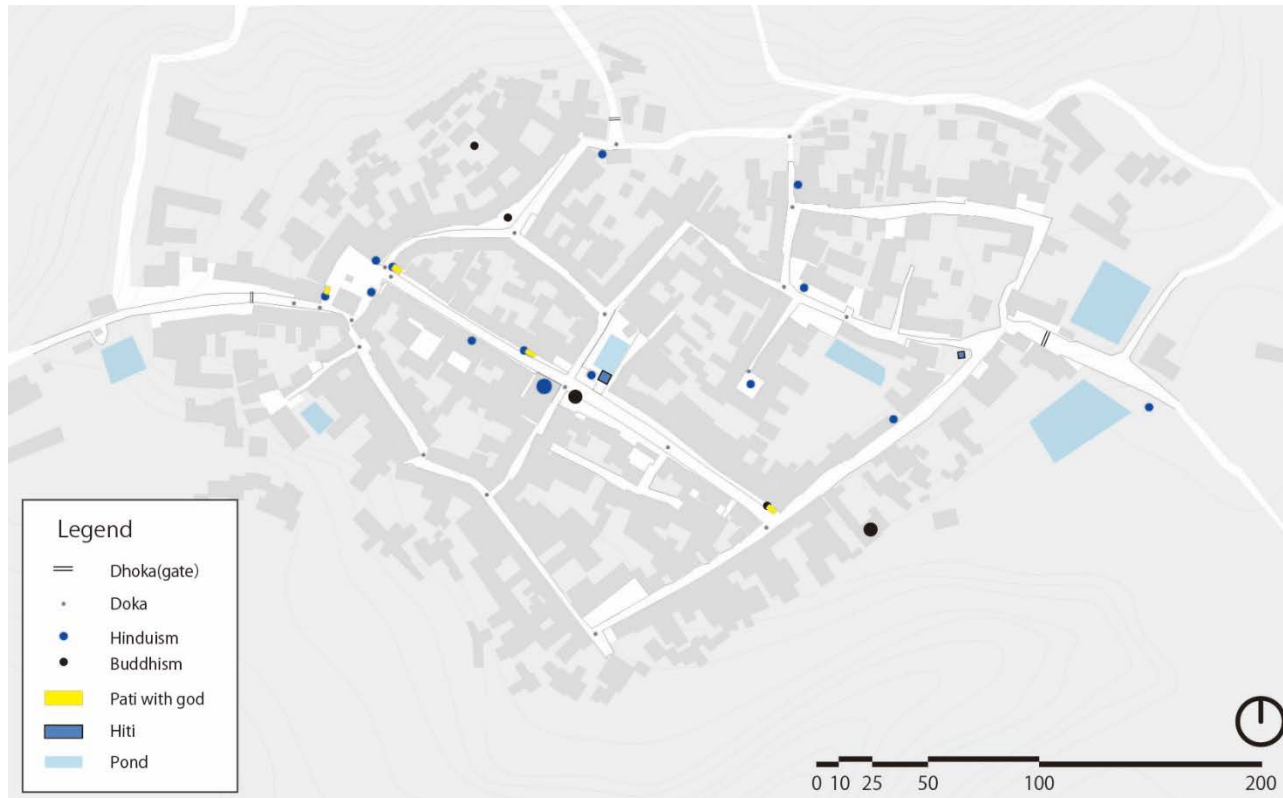 Legend
Dhoka(gate)
Doka
Hinduism
Buddhism
Pati with god
Hiti
Pond
0 10 25 50 100 200